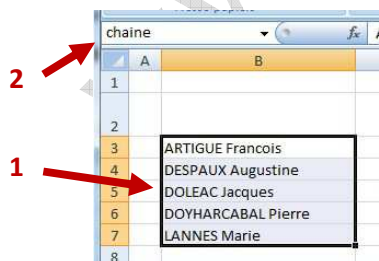 chaine fx A
A B
1
2
2
3 ARTIGUE Francois
4 DESPAUX Augustine
1
5 DOLEAC Jacques
6 DOYHARCABAL Pierre
7 LANNES Marie
8